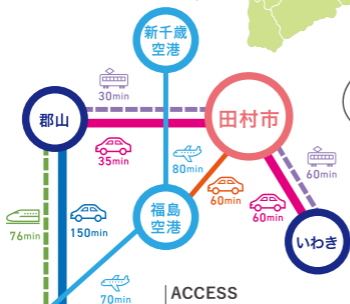 新千歳
空港
30min
郡山
田村市
35min
80min
60min
60min
60min
福島
空港
76min
150min
いわき
70min
ACCESS